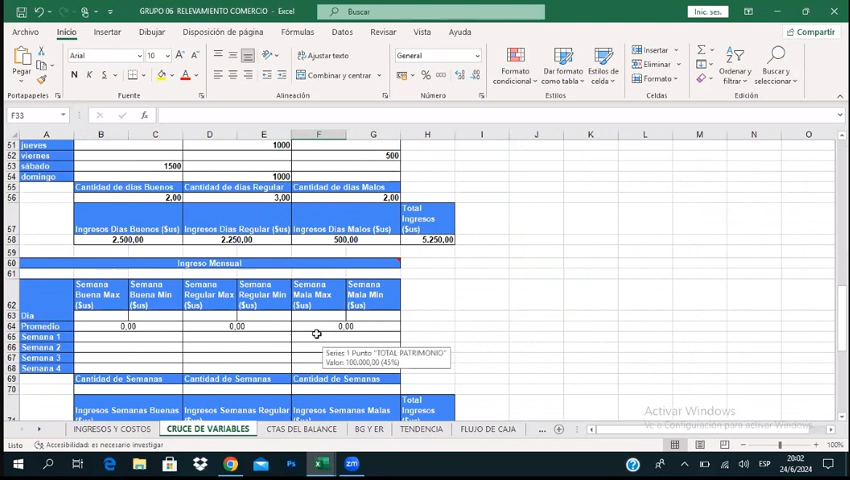 GRUPO 06 RELEVAMIENTO COMERCIO - Excel
Buscar
Inic. ses.
Archivo Inicio Insertar Dibujar Disposición de página Fórmulas Datos Revisar Vista Ayuda
Compartir
Pegar
Arial 10
General
N K S
Ajustar texto
Combinar y centrar
Formato condicional
Dar formato como tabla
Estilos de celda
Insertar
Eliminar
Formato
Ordenar y filtrar
Buscar y seleccionar
Portapapeles Fuente Alineación Número Estilos Celdas Edición
F33
A B C D E F G H I J K L M N O
51 jueves 1000
52 viernes 500
53 sábado 1500
54 domingo 1000
55 Cantidad de días Buenos Cantidad de días Regular Cantidad de días Malos
56 2,00 3,00 2,00
57 Ingresos Días Buenos ($us) Ingresos Días Regular ($us) Ingresos Días Malos ($us) Total Ingresos ($us)
58 2.500,00 2.250,00 500,00 5.250,00
59
60 Ingreso Mensual
61
62 Semana Buena Max ($us) Semana Buena Min ($us) Semana Regular Max ($us) Semana Regular Min ($us) Semana Mala Max ($us) Semana Mala Min ($us)
63 Dia
64 Promedio 0,00 0,00 0,00
65 Semana 1
66 Semana 2
67 Semana 3
68 Semana 4
Series 1 Punto "TOTAL PATRIMONIO"
Valor: 100.000,00 (45%)
69 Cantidad de Semanas Cantidad de Semanas Cantidad de Semanas
70
Ingresos Semanas Buenas Ingresos Semanas Regular Ingresos Semanas Malas Total Ingresos
Activar Windows
Ve a Configuración para activar Windows.
INGRESOS Y COSTOS CRUCE DE VARIABLES CTAS DEL BALANCE BG Y ER TENDENCIA FLUJO DE CAJA ...
Listo Accesibilidad: es necesario investigar
100%
ESP
20:02
24/6/2024